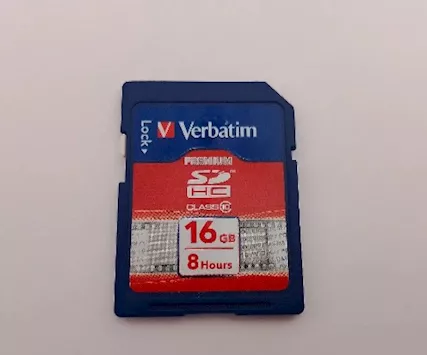 Lock
Verbatim
PREMIUM
SD
HC
CLASS 10
16 GB
8 Hours